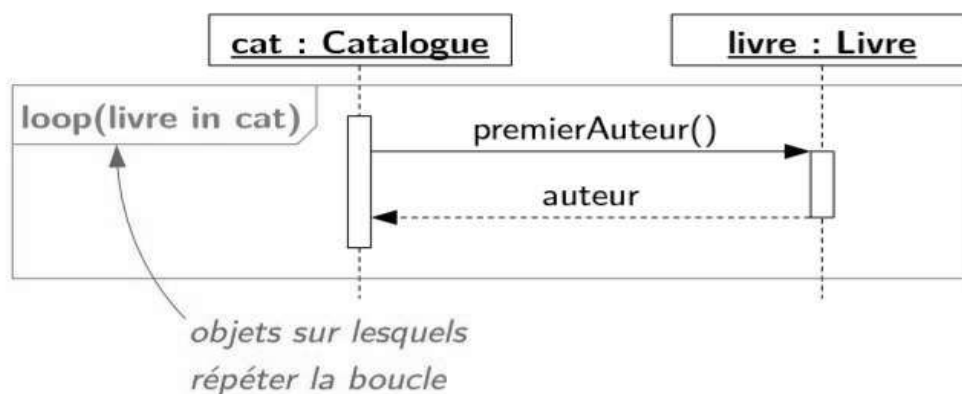 cat : Catalogue
livre : Livre
loop(livre in cat)
premierAuteur()
auteur
objets sur lesquels
répéter la boucle